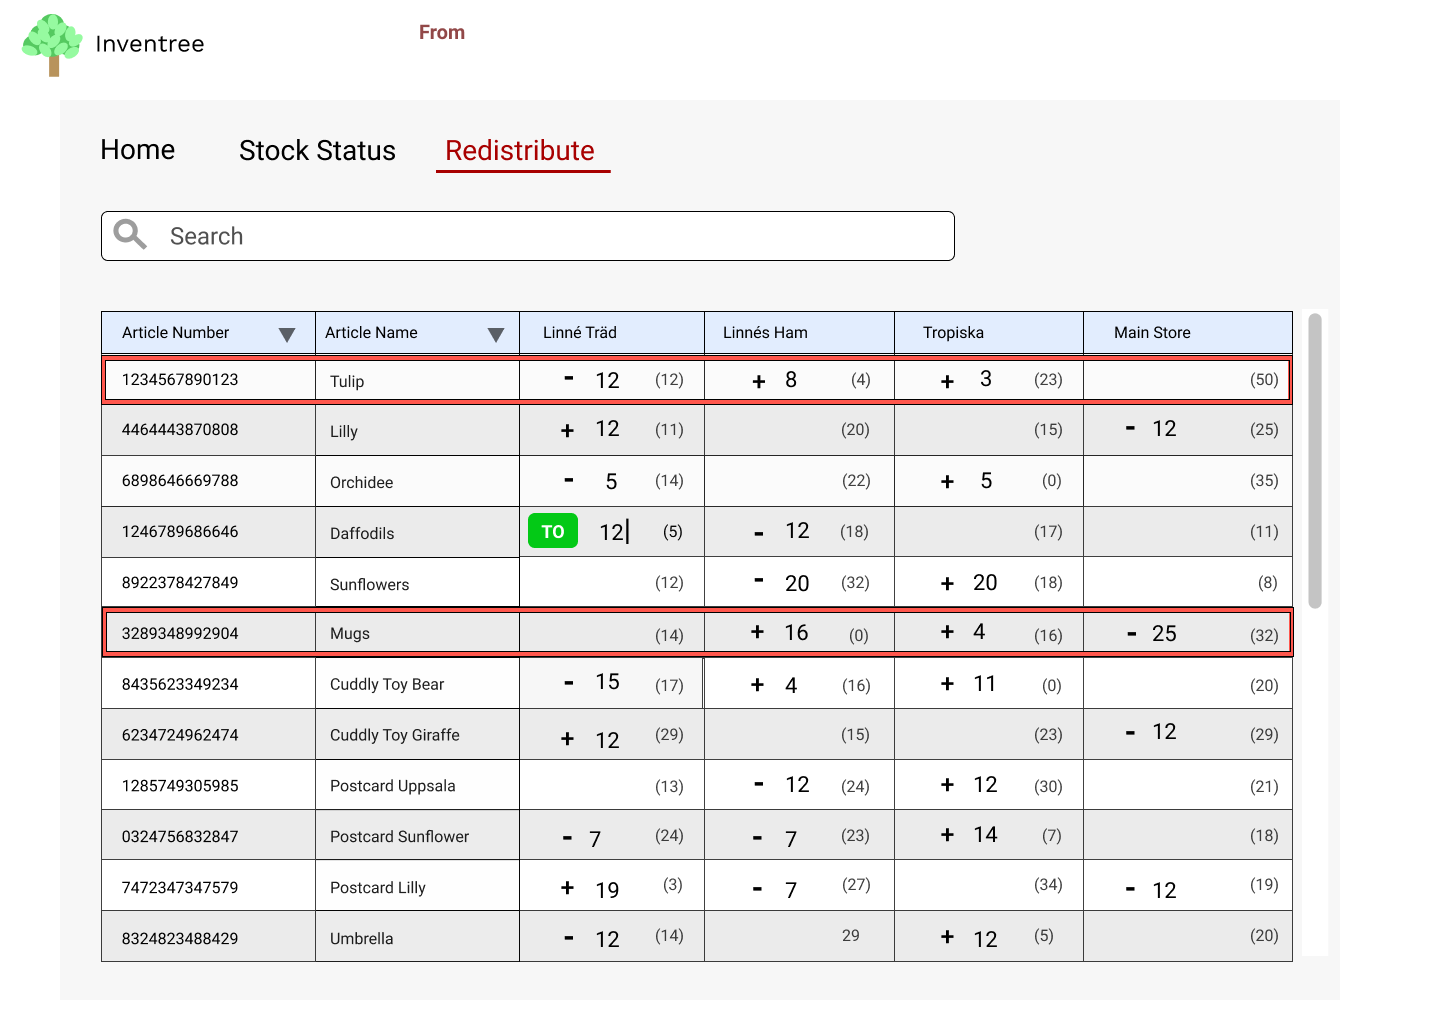 Inventree
From
Home Stock Status Redistribute
Search
Article Number Article Name Linné Träd Linnés Ham Tropiska Main Store
1234567890123 Tulip - 12 (12) + 8 (4) + 3 (23) (50)
4464443870808 Lilly + 12 (11) (20) (15) - 12 (25)
6898646669788 Orchidee - 5 (14) (22) + 5 (0) (35)
1246789686646 Daffodils TO 12 (5) - 12 (18) (17) (11)
8922378427849 Sunflowers (12) - 20 (32) + 20 (18) (8)
3289348992904 Mugs (14) + 16 (0) + 4 (16) - 25 (32)
8435623349234 Cuddly Toy Bear - 15 (17) + 4 (16) + 11 (0) (20)
6234724962474 Cuddly Toy Giraffe + 12 (29) (15) (23) - 12 (29)
1285749305985 Postcard Uppsala (13) - 12 (24) + 12 (30) (21)
0324756832847 Postcard Sunflower - 7 (24) - 7 (23) + 14 (7) (18)
7472347347579 Postcard Lilly + 19 (3) - 7 (27) (34) - 12 (19)
8324823488429 Umbrella - 12 (14) 29 + 12 (5) (20)